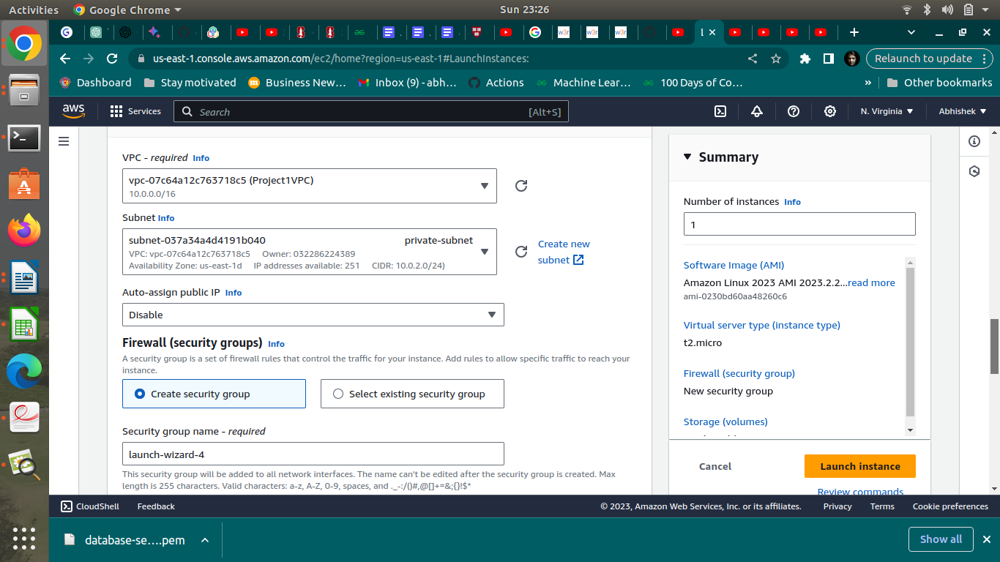 Activities
Google Chrome
Sun 23:26
us-east-1.console.aws.amazon.com/ec2/home?region=us-east-1#LaunchInstances:
Relaunch to update
Dashboard
Stay motivated
Business New…
Inbox (9) - abh…
Actions
Machine Lear…
100 Days of Co…
»
Other bookmarks
aws
Services
Search
[Alt+S]
N. Virginia
Abhishek
VPC - required Info
vpc-07c64a12c763718c5 (Project1VPC)
10.0.0.0/16
Subnet Info
subnet-037a34a4d4191b040 private-subnet
VPC: vpc-07c64a12c763718c5 Owner: 032286224389
Availability Zone: us-east-1d IP addresses available: 251 CIDR: 10.0.2.0/24)
Create new
subnet
Auto-assign public IP Info
Disable
Firewall (security groups) Info
A security group is a set of firewall rules that control the traffic for your instance. Add rules to allow specific traffic to reach your
instance.
Create security group
Select existing security group
Security group name - required
launch-wizard-4
This security group will be added to all network interfaces. The name can't be edited after the security group is created. Max
length is 255 characters. Valid characters: a-z, A-Z, 0-9, spaces, and ._-:/()#,@[]+=&;{}!$*
Summary
Number of instances Info
1
Software Image (AMI)
Amazon Linux 2023 AMI 2023.2.2...read more
ami-0230bd60aa48260c6
Virtual server type (instance type)
t2.micro
Firewall (security group)
New security group
Storage (volumes)
Cancel
Launch instance
Review commands
CloudShell
Feedback
© 2023, Amazon Web Services, Inc. or its affiliates.
Privacy
Terms
Cookie preferences
database-se....pem
Show all